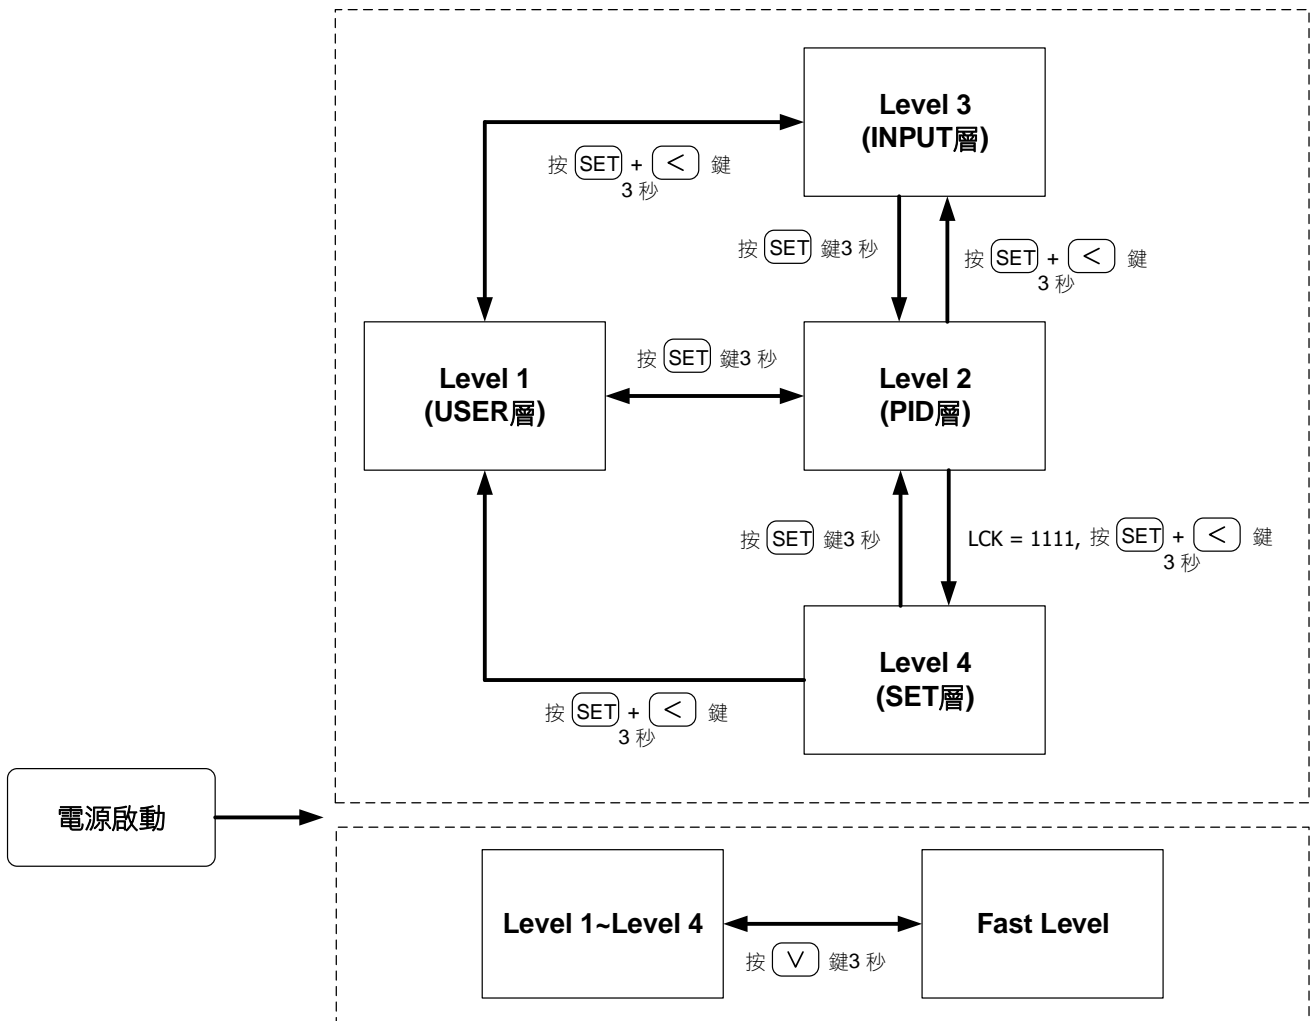 Level 3
(INPUT層)
按 SET + < 鍵
3 秒
按 SET 鍵3 秒
按 SET + < 鍵
3 秒
Level 1
(USER層)
按 SET 鍵3 秒
Level 2
(PID層)
按 SET 鍵3 秒
LCK = 1111, 按 SET + < 鍵
3 秒
Level 4
(SET層)
按 SET + < 鍵
3 秒
電源啟動
Level 1~Level 4
按 ∨ 鍵3 秒
Fast Level